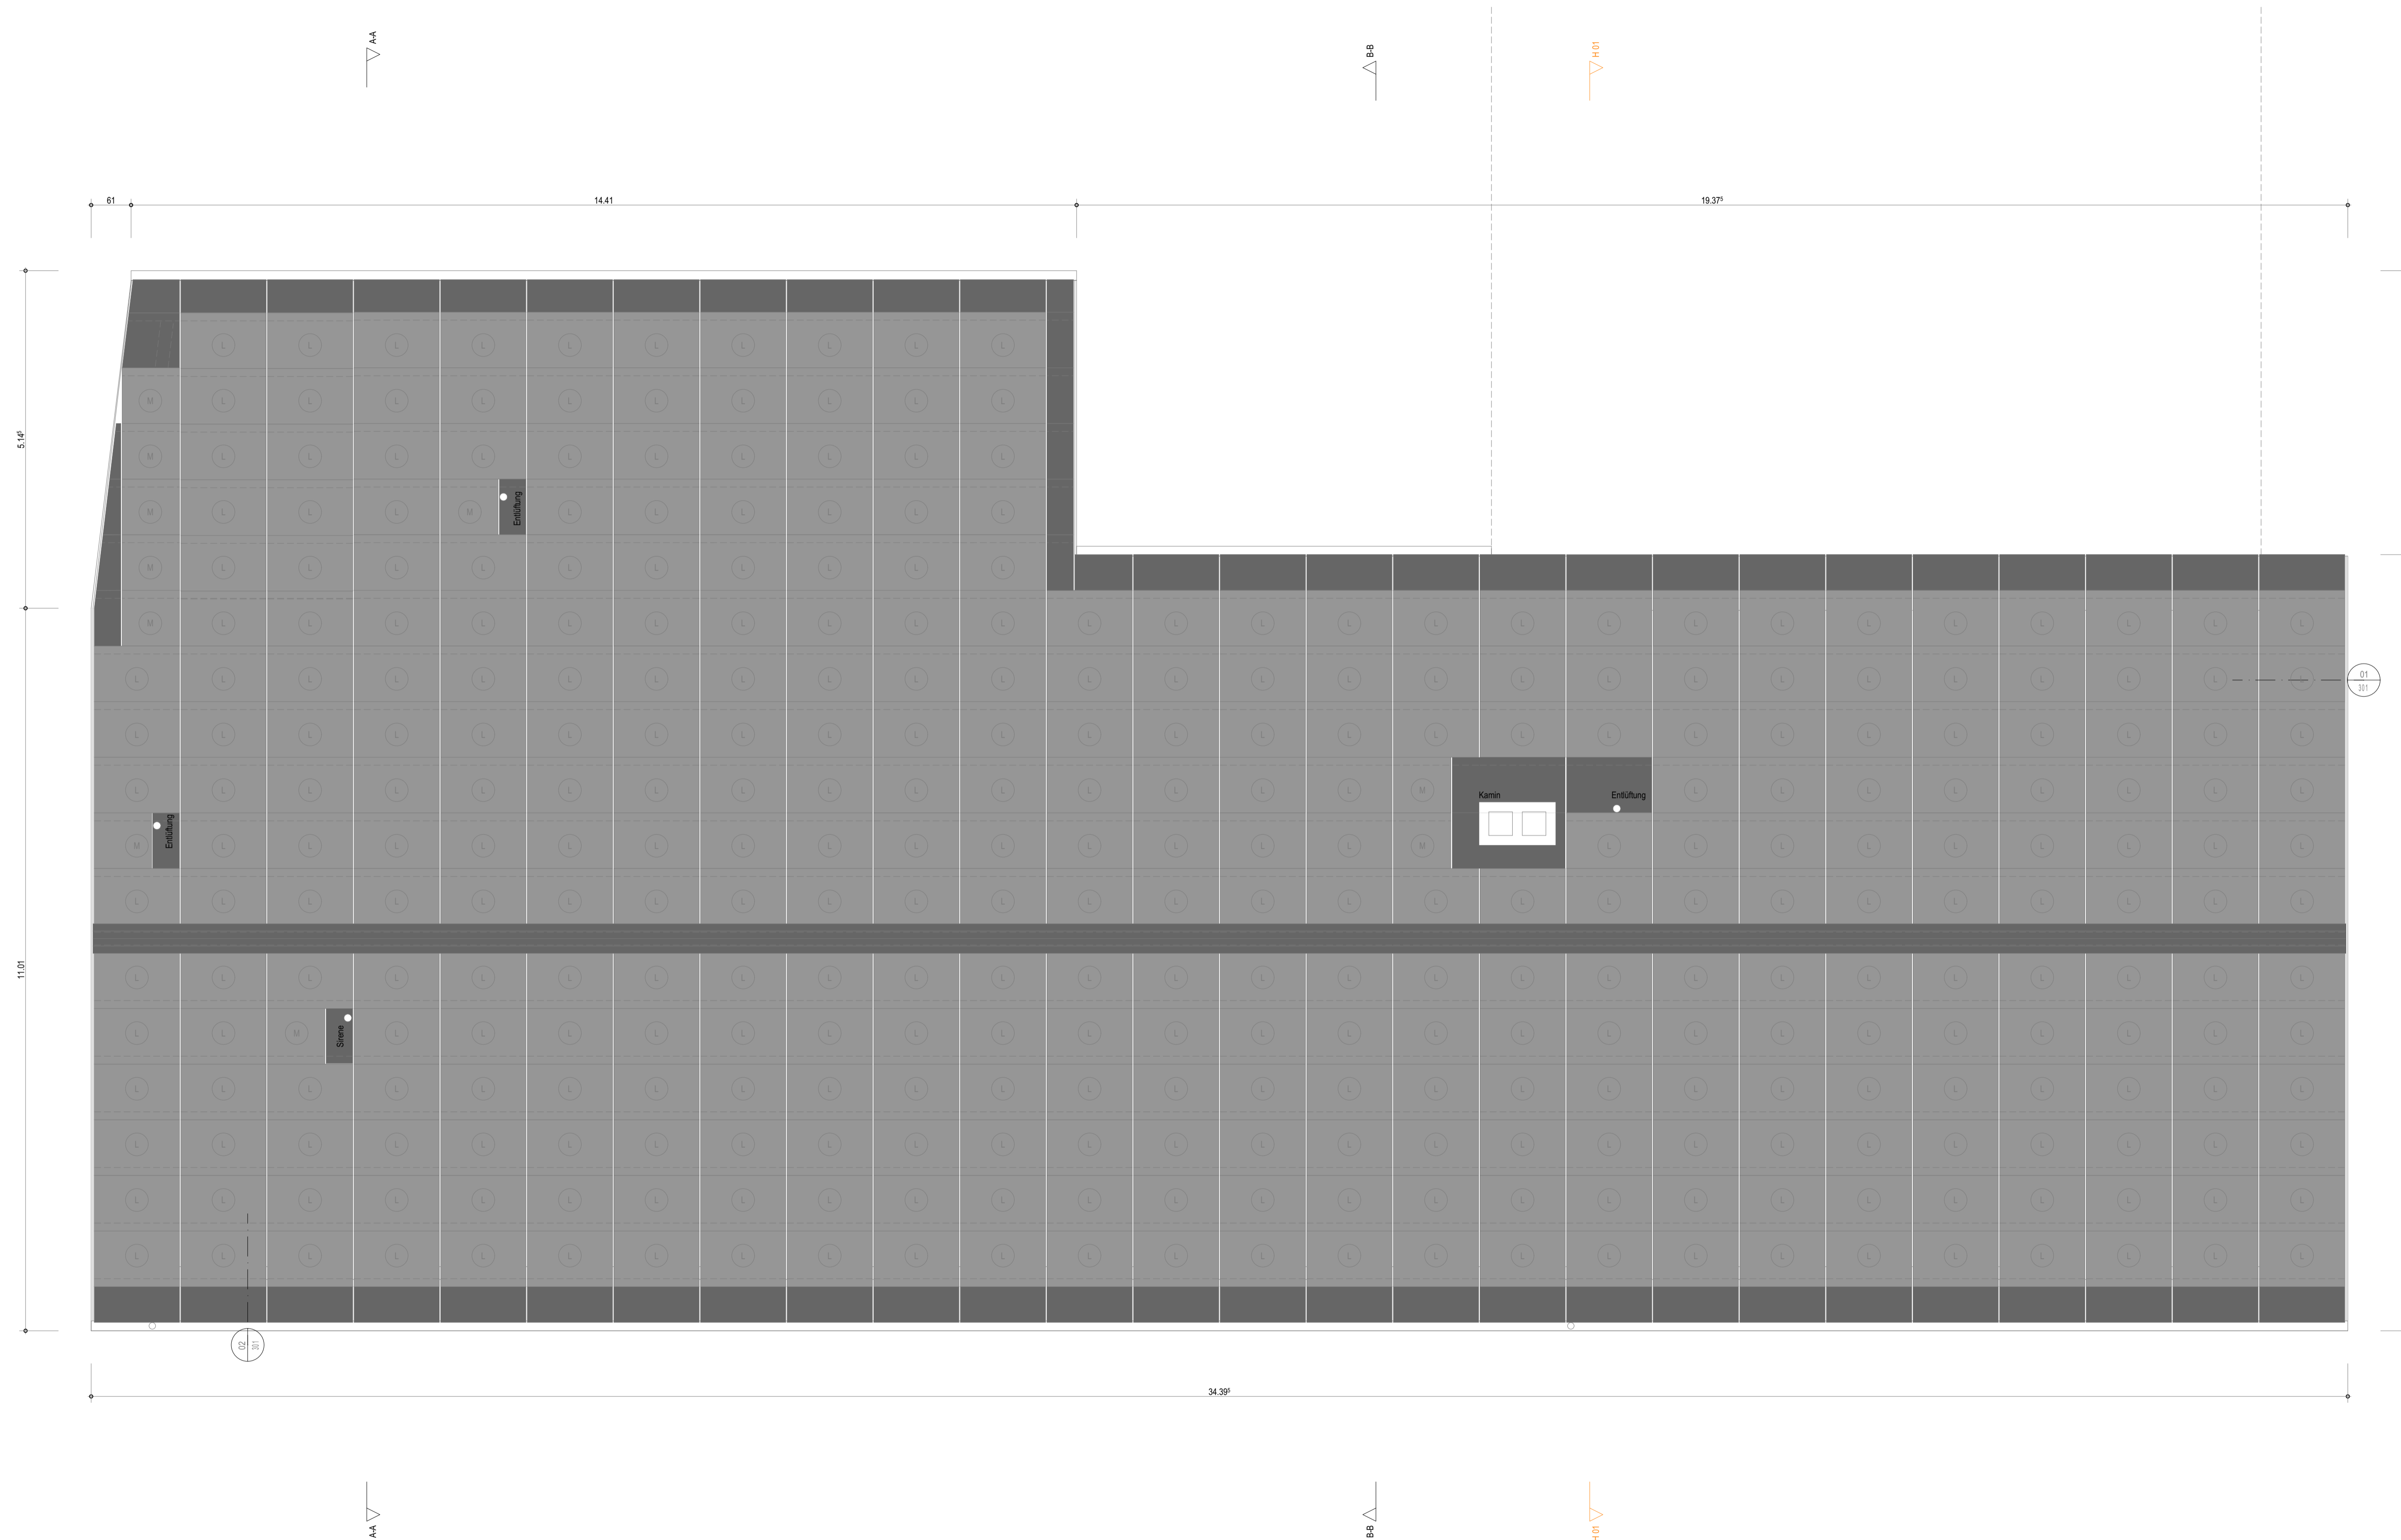 A-A
B-B
H 01
61
14.41
19.37⁵
5.14⁵
L L L L L L L L L L
M L L L L L L L L L L
M L L L L L L L L L L
M L L L M L L L L L L
Entlüftung
M L L L L L L L L L L
M L L L L L L L L L L L L L L L L L L L L L L L L L
L L L L L L L L L L L L L L L L L L L L L L L L L L
01
301
L L L L L L L L L L L L L L L L L L L L L L L L L L
L L L L L L L L L L L L L L L M L L L L L L L L
Kamin
Entlüftung
M L L L L L L L L L L L L L L M L L L L L L L L L
Entlüftung
L L L L L L L L L L L L L L L L L L L L L L L L L L
11.01
L L L L L L L L L L L L L L L L L L L L L L L L L L
L L M L L L L L L L L L L L L L L L L L L L L L L L
Sirene
L L L L L L L L L L L L L L L L L L L L L L L L L L
L L L L L L L L L L L L L L L L L L L L L L L L L L
L L L L L L L L L L L L L L L L L L L L L L L L L L
L L L L L L L L L L L L L L L L L L L L L L L L L L
02
301
34.39⁵
A-A
B-B
H 01